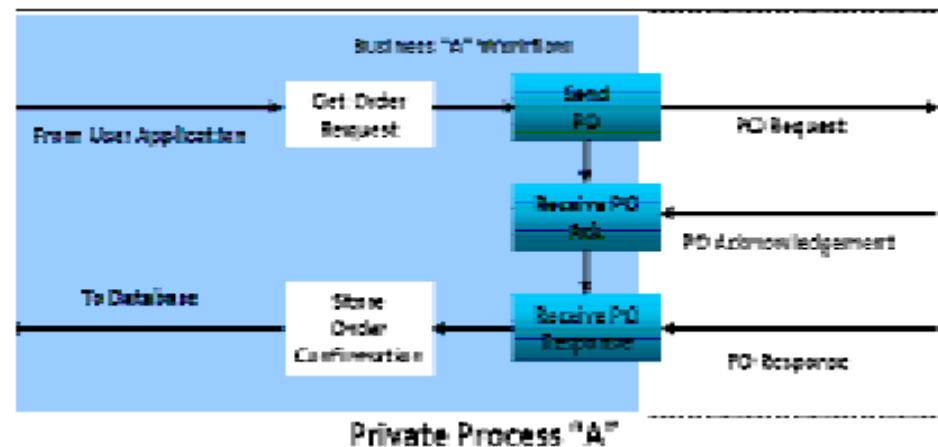 Business "A" Workflow
Get Order
Request
Send
PO
From User Application
PO Request
Receive PO
Ack
PO Acknowledgement
To Database
Store
Order
Confirmation
Receive PO
Response
PO Response
Private Process "A"